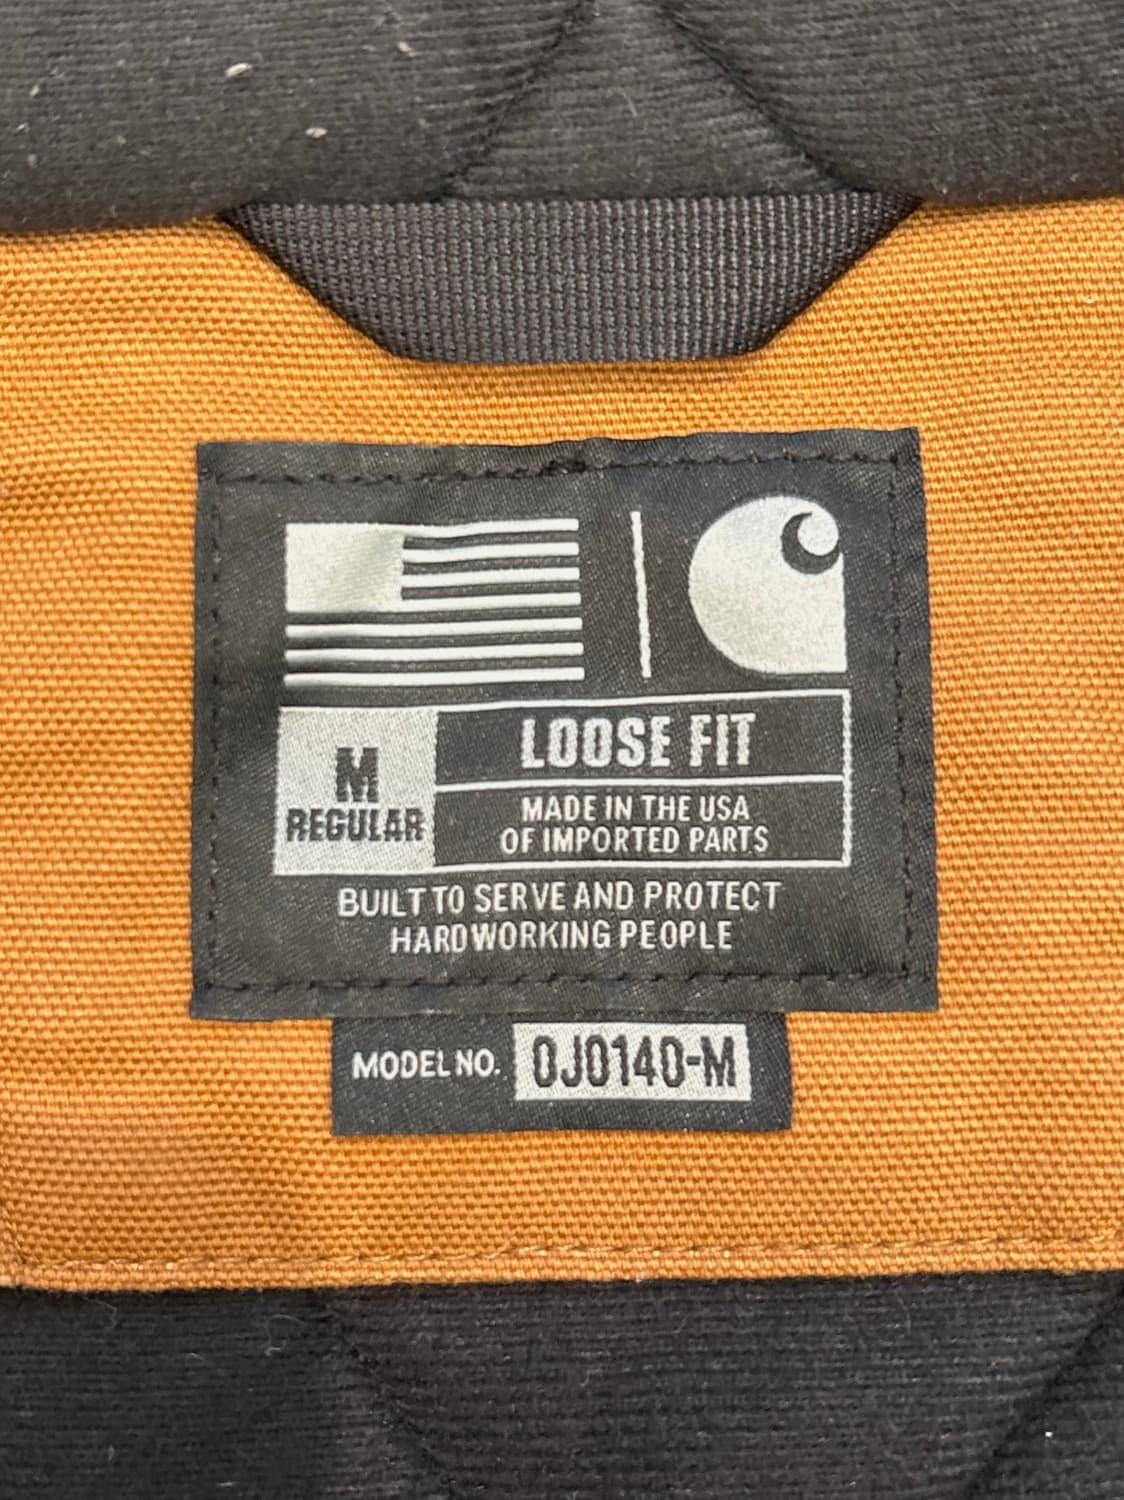 M
REGULAR
LOOSE FIT
MADE IN THE USA
OF IMPORTED PARTS
BUILT TO SERVE AND PROTECT
HARDWORKING PEOPLE
MODEL NO. 0J0140-M